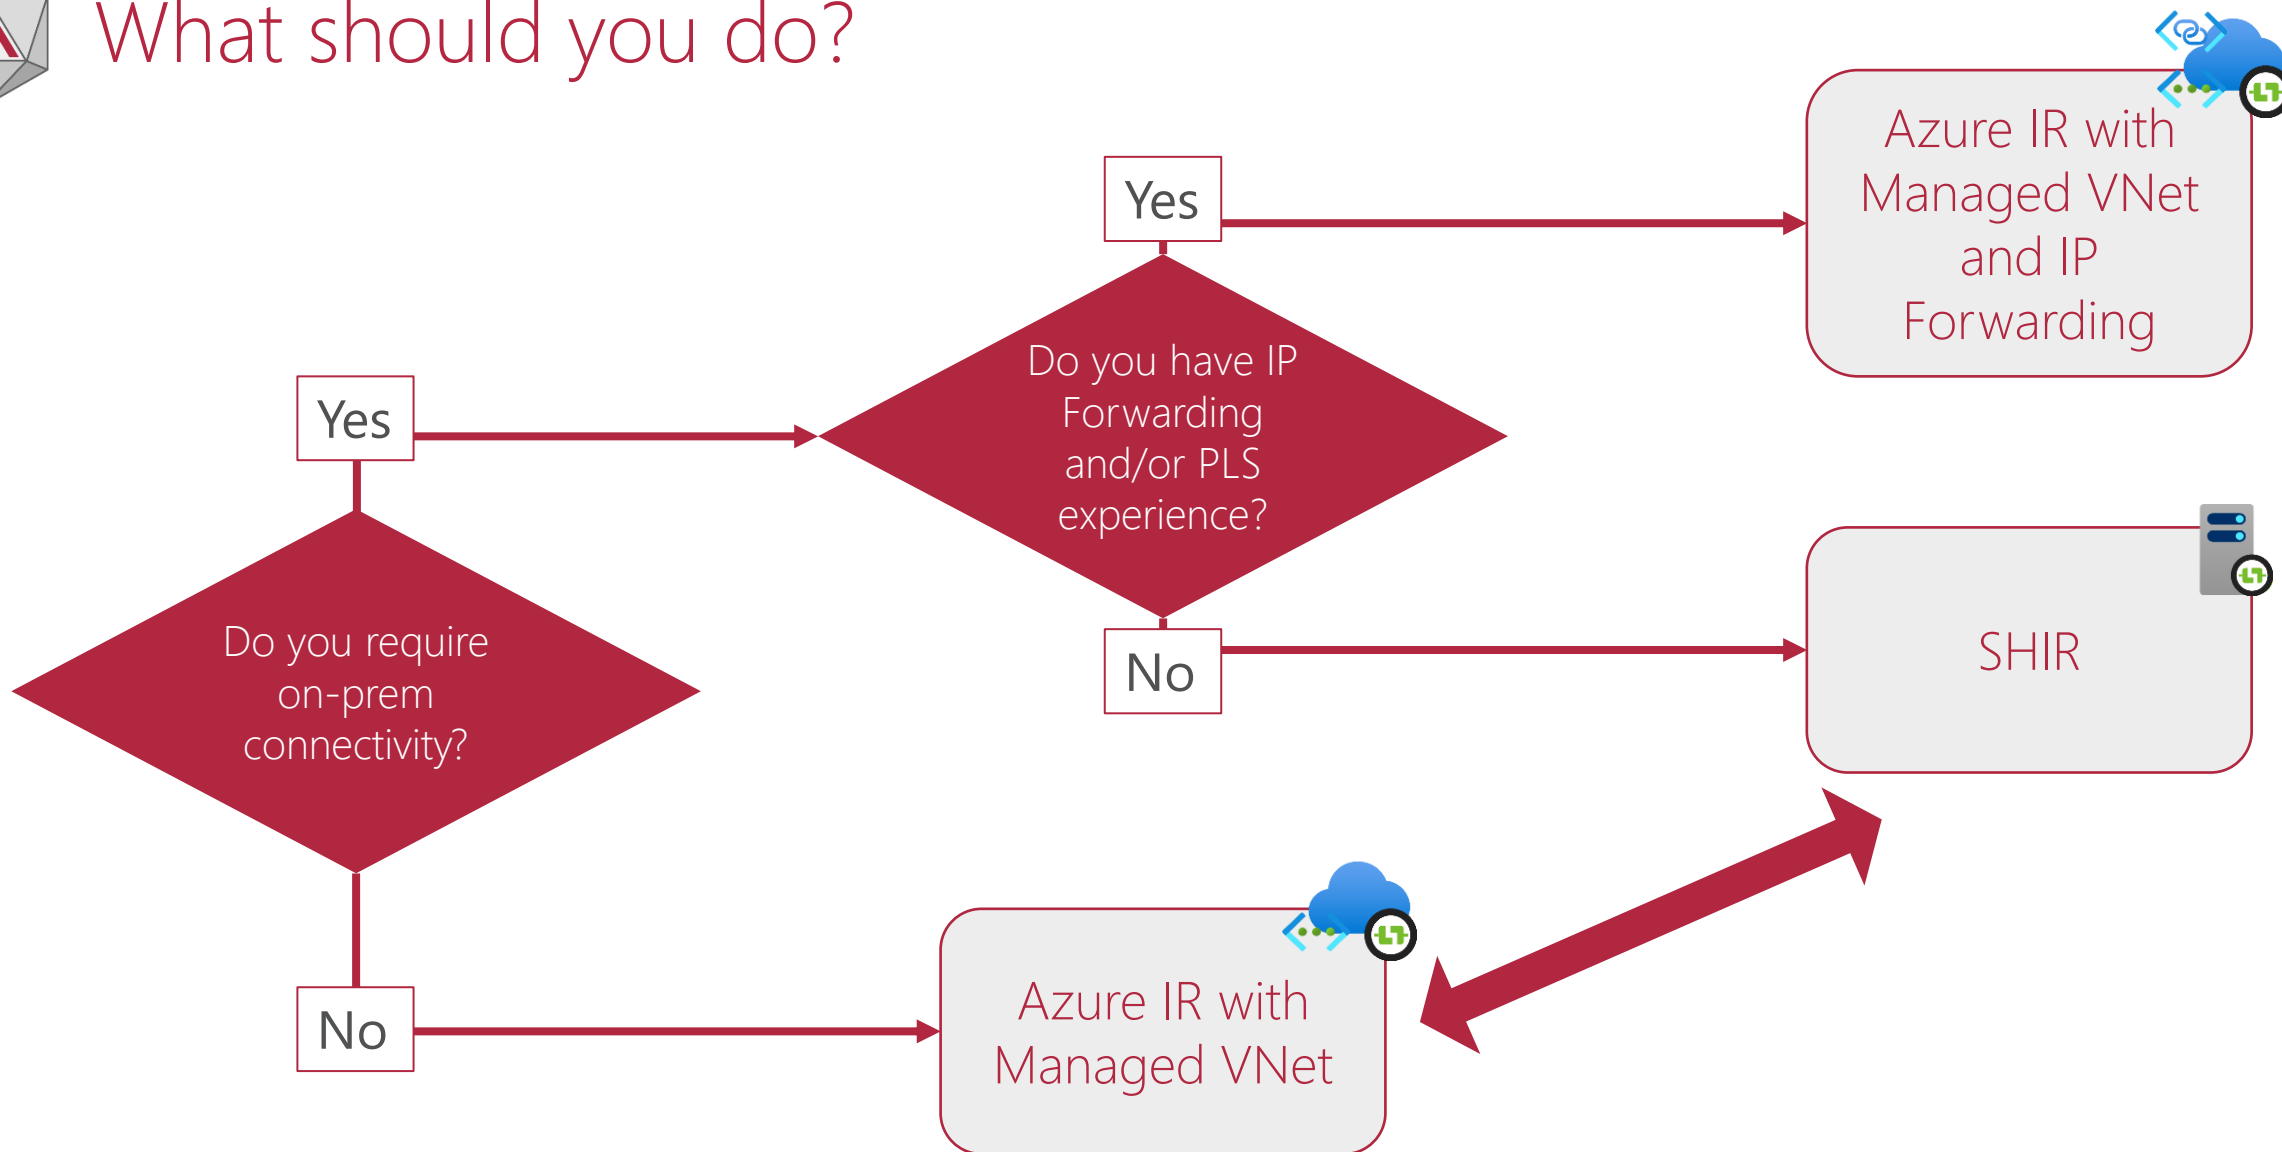 What should you do?
Yes
Azure IR with
Managed VNet
and IP
Forwarding
Do you have IP
Forwarding
and/or PLS
experience?
Yes
No
SHIR
Do you require
on-prem
connectivity?
No
Azure IR with
Managed VNet